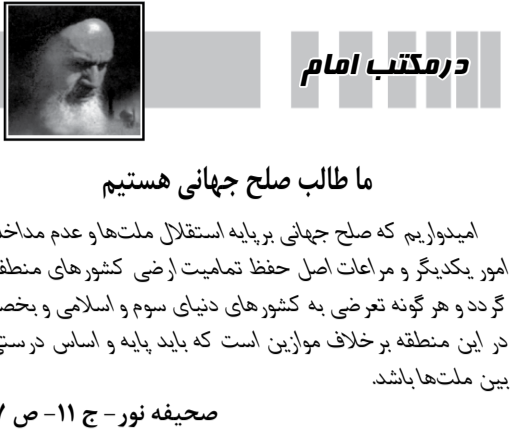 درمکتب امام
ما طالب صلح جهانی هستیم
امیدواریم که صلح جهانی برپایه استقلال ملت‌ها و عدم
امور یکدیگر و مراعات اصل حفظ تمامیت ارضی کشورهای
گردد و هر گونه تعرضی به کشورهای دنیای سوم و اسلامی و
در این منطقه بر خلاف موازین است که باید پایه و اساس
بین ملت‌ها باشد.
صحیفه نور - ج ۱۱ - ص